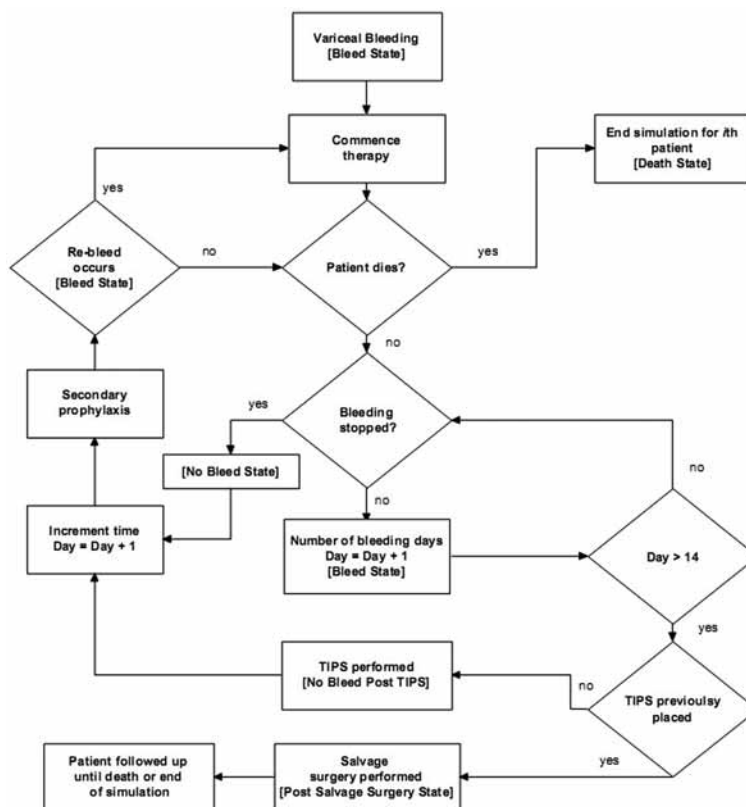 Variceal Bleeding
[Bleed State]
Commence
therapy
End simulation for ith
patient
[Death State]
yes
Re-bleed
occurs
[Bleed State]
no
Patient dies?
yes
no
Secondary
prophylaxis
yes
Bleeding
stopped?
[No Bleed State]
no
no
Increment time
Day = Day + 1
Number of bleeding days
Day = Day + 1
[Bleed State]
Day > 14
yes
TIPS performed
[No Bleed Post TIPS]
no
TIPS previoulsy
placed
Patient followed up
until death or end
of simulation
Salvage
surgery performed
[Post Salvage Surgery State]
yes